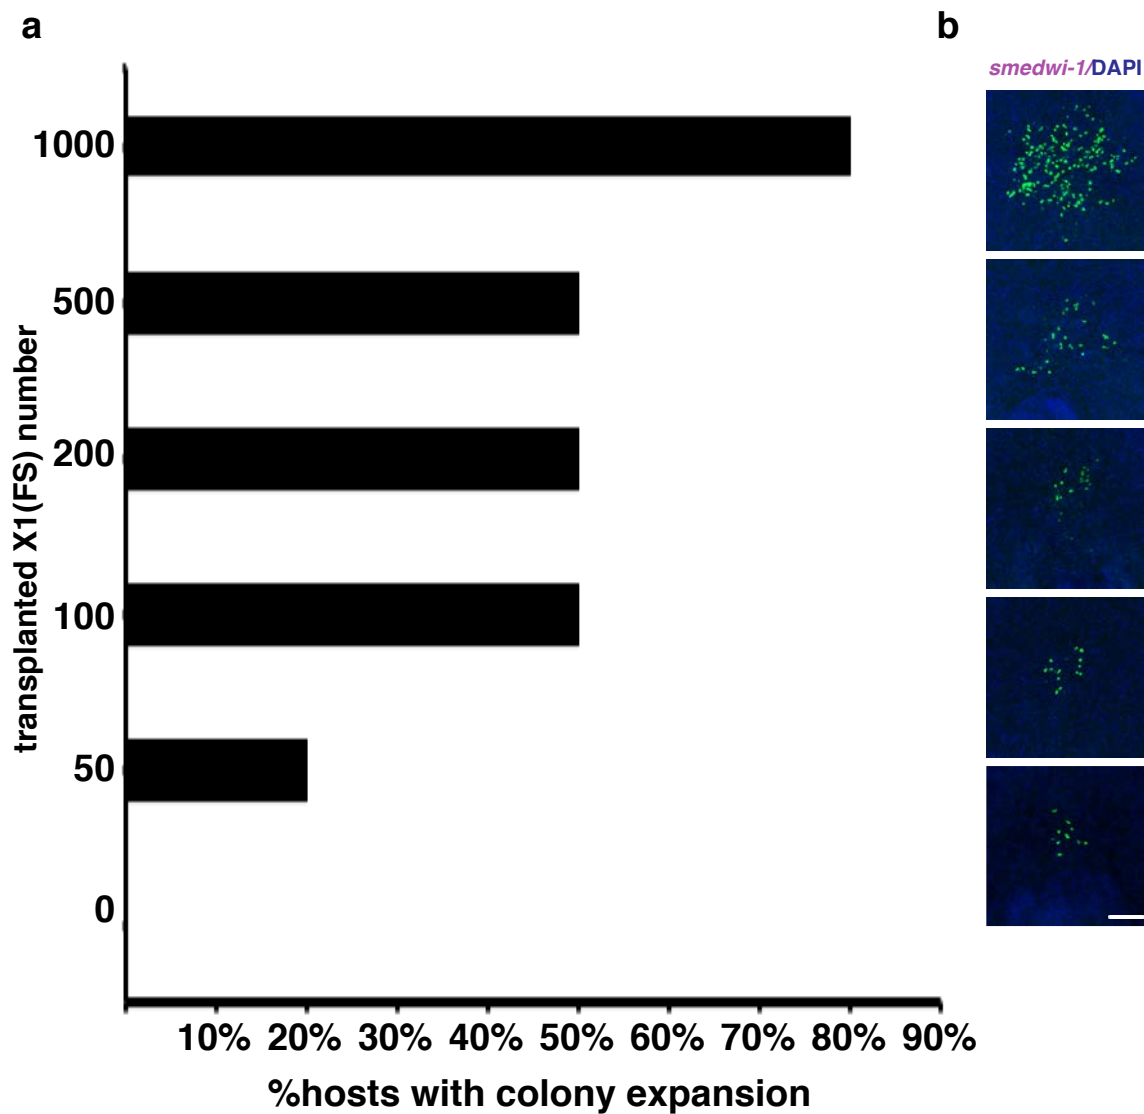 a
b
smedwi-1/DAPI
transplanted X1(FS) number
1000
500
200
100
50
0
10% 20% 30% 40% 50% 60% 70% 80% 90%
%hosts with colony expansion